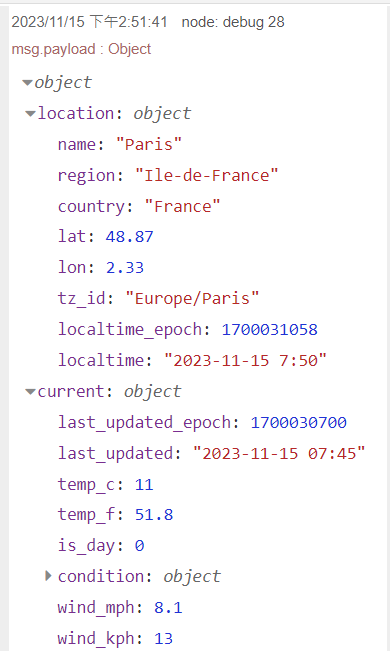 2023/11/15 下午2:51:41 node: debug 28
msg.payload : Object
object
location: object
name: "Paris"
region: "Ile-de-France"
country: "France"
lat: 48.87
lon: 2.33
tz_id: "Europe/Paris"
localtime_epoch: 1700031058
localtime: "2023-11-15 7:50"
current: object
last_updated_epoch: 1700030700
last_updated: "2023-11-15 07:45"
temp_c: 11
temp_f: 51.8
is_day: 0
condition: object
wind_mph: 8.1
wind_kph: 13